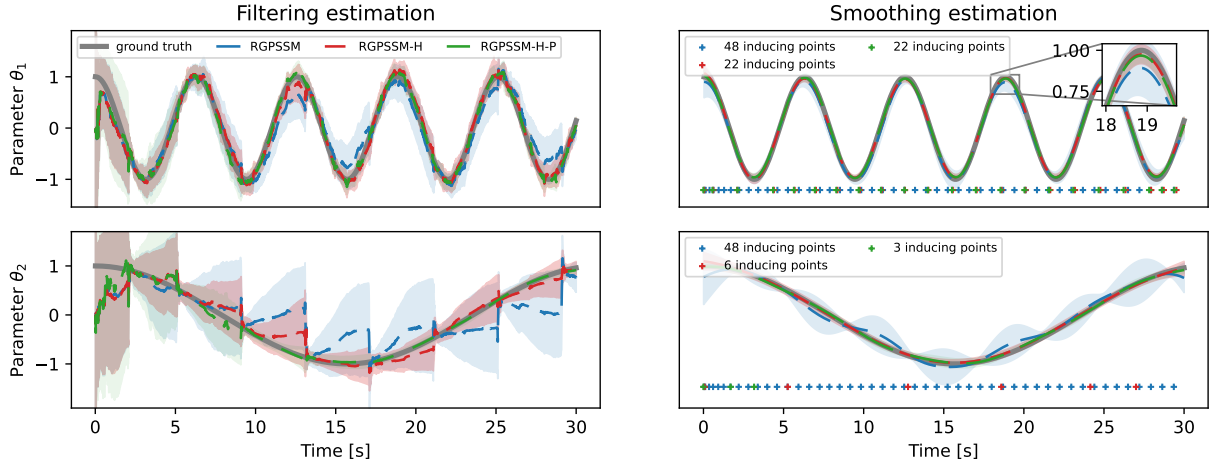 Filtering estimation
Smoothing estimation
ground truth
RGPSSM
RGPSSM-H
RGPSSM-H-P
48 inducing points
22 inducing points
22 inducing points
1.00
0.75
18
19
Parameter θ₁
1
0
−1
48 inducing points
3 inducing points
6 inducing points
Parameter θ₂
1
0
−1
0
5
10
15
20
25
30
Time [s]
0
5
10
15
20
25
30
Time [s]